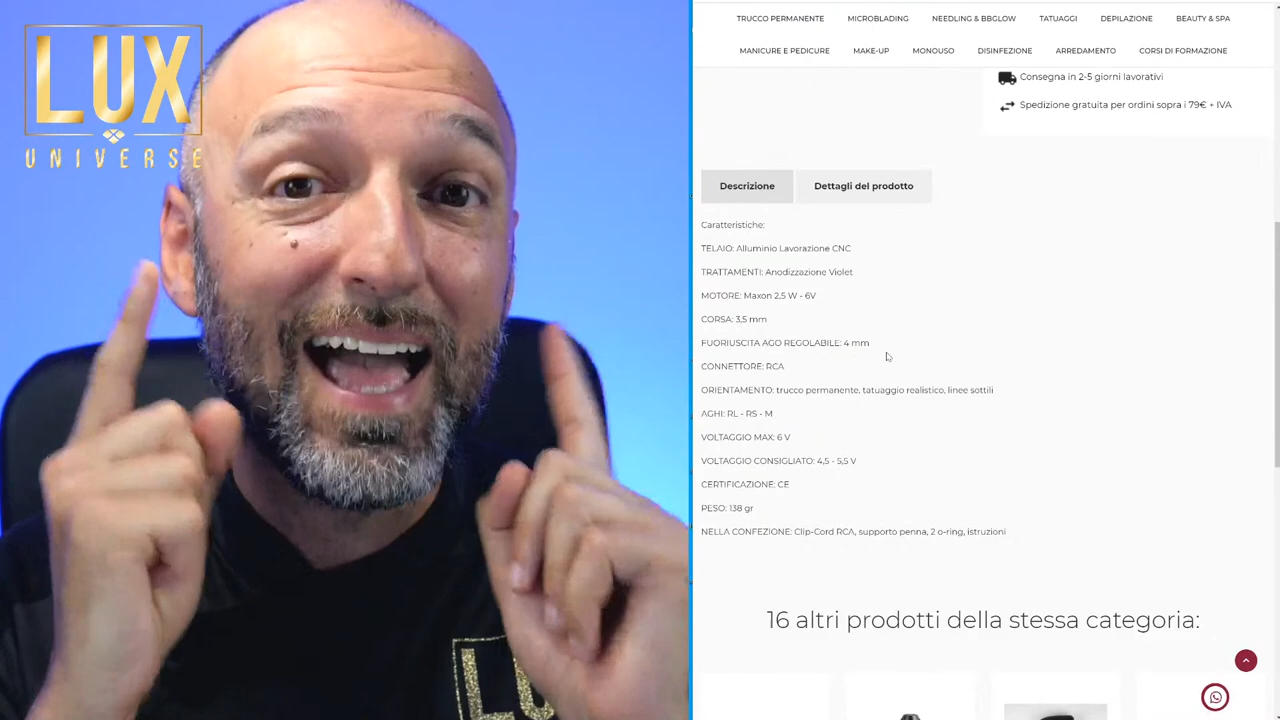 LUX
UNIVERSE
TRUCCO PERMANENTE MICROBLADING NEEDLING & BBGLOW TATUAGGI DEPILAZIONE BEAUTY & SPA
MANICURE E PEDICURE MAKE-UP MONOUSO DISINFEZIONE ARREDAMENTO CORSI DI FORMAZIONE
Consegna in 2-5 giorni lavorativi
Spedizione gratuita per ordini sopra i 79€ + IVA
Descrizione Dettagli del prodotto
Caratteristiche:
TELAIO: Alluminio Lavorazione CNC
TRATTAMENTI: Anodizzazione Violet
MOTORE: Maxon 2,5 W - 6V
CORSA: 3,5 mm
FUORIUSCITA AGO REGOLABILE: 4 mm
CONNETTORE: RCA
ORIENTAMENTO: trucco permanente, tatuaggio realistico, linee sottili
AGHI: RL - RS - M
VOLTAGGIO MAX: 6 V
VOLTAGGIO CONSIGLIATO: 4,5 - 5,5 V
CERTIFICAZIONE: CE
PESO: 138 gr
NELLA CONFEZIONE: Clip-Cord RCA, supporto penna, 2 o-ring, istruzioni
16 altri prodotti della stessa categoria: